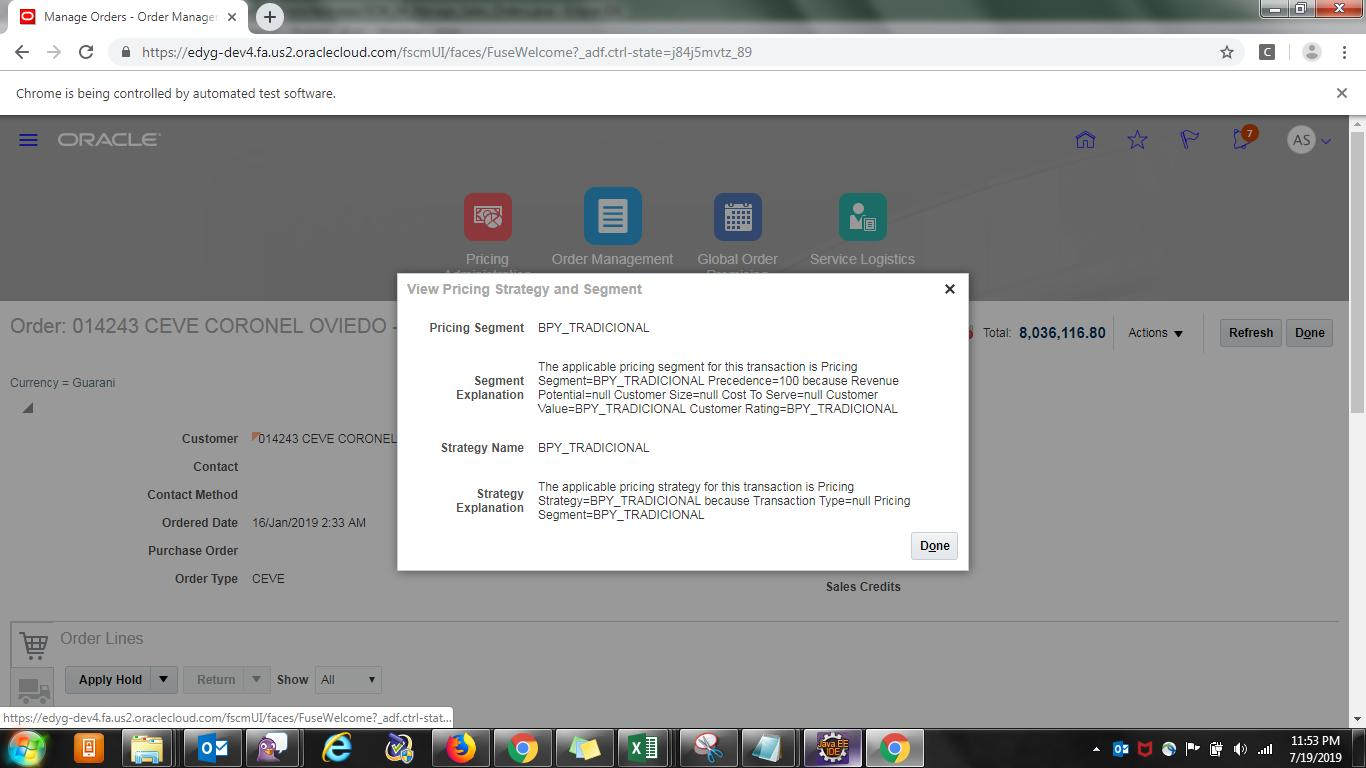 Manage Orders - Order Manager
https://edyg-dev4.fa.us2.oraclecloud.com/fscmUI/faces/FuseWelcome?_adf.ctrl-state=j84j5mvtz_89
C
Chrome is being controlled by automated test software.
ORACLE
7
AS
Pricing
Order Management
Global Order
Service Logistics
View Pricing Strategy and Segment
Order: 014243 CEVE CORONEL OVIEDO -
Total: 8,036,116.80
Actions
Refresh
Done
Pricing Segment BPY_TRADICIONAL
Segment Explanation
The applicable pricing segment for this transaction is Pricing
Segment=BPY_TRADICIONAL Precedence=100 because Revenue
Potential=null Customer Size=null Cost To Serve=null Customer
Value=BPY_TRADICIONAL Customer Rating=BPY_TRADICIONAL
Strategy Name BPY_TRADICIONAL
Strategy Explanation
The applicable pricing strategy for this transaction is Pricing
Strategy=BPY_TRADICIONAL because Transaction Type=null Pricing
Segment=BPY_TRADICIONAL
Done
Currency = Guarani
Customer 014243 CEVE CORONEL
Contact
Contact Method
Ordered Date 16/Jan/2019 2:33 AM
Purchase Order
Order Type CEVE
Sales Credits
Order Lines
Apply Hold
Return
Show All
https://edyg-dev4.fa.us2.oraclecloud.com/fscmUI/faces/FuseWelcome?_adf.ctrl-stat...
Java EE
IDE
11:53 PM
7/19/2019